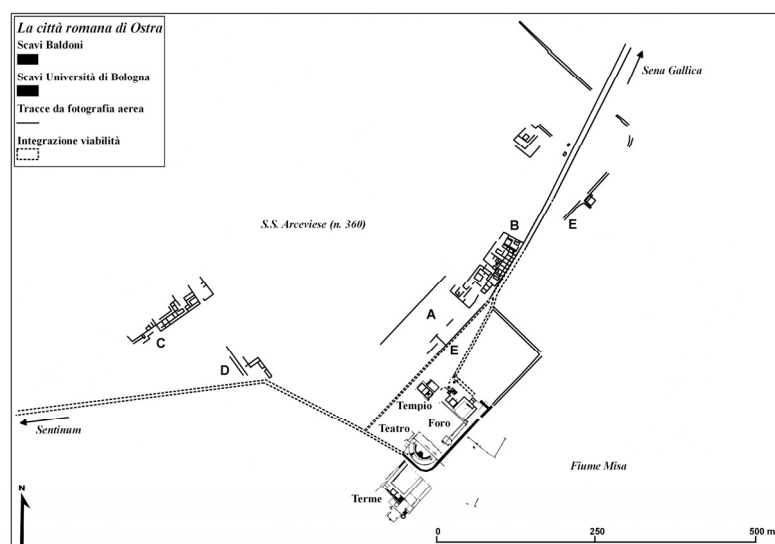 La città romana di Ostra
Scavi Baldoni
Scavi Università di Bologna
Tracce da fotografia aerea
Integrazione viabilità
Sena Gallica
S.S. Arceviese (n. 360)
B
E
A
C
E
D
Tempio
Sentinum
Teatro
Foro
Fiume Misa
N
Terme
0
250
500 m